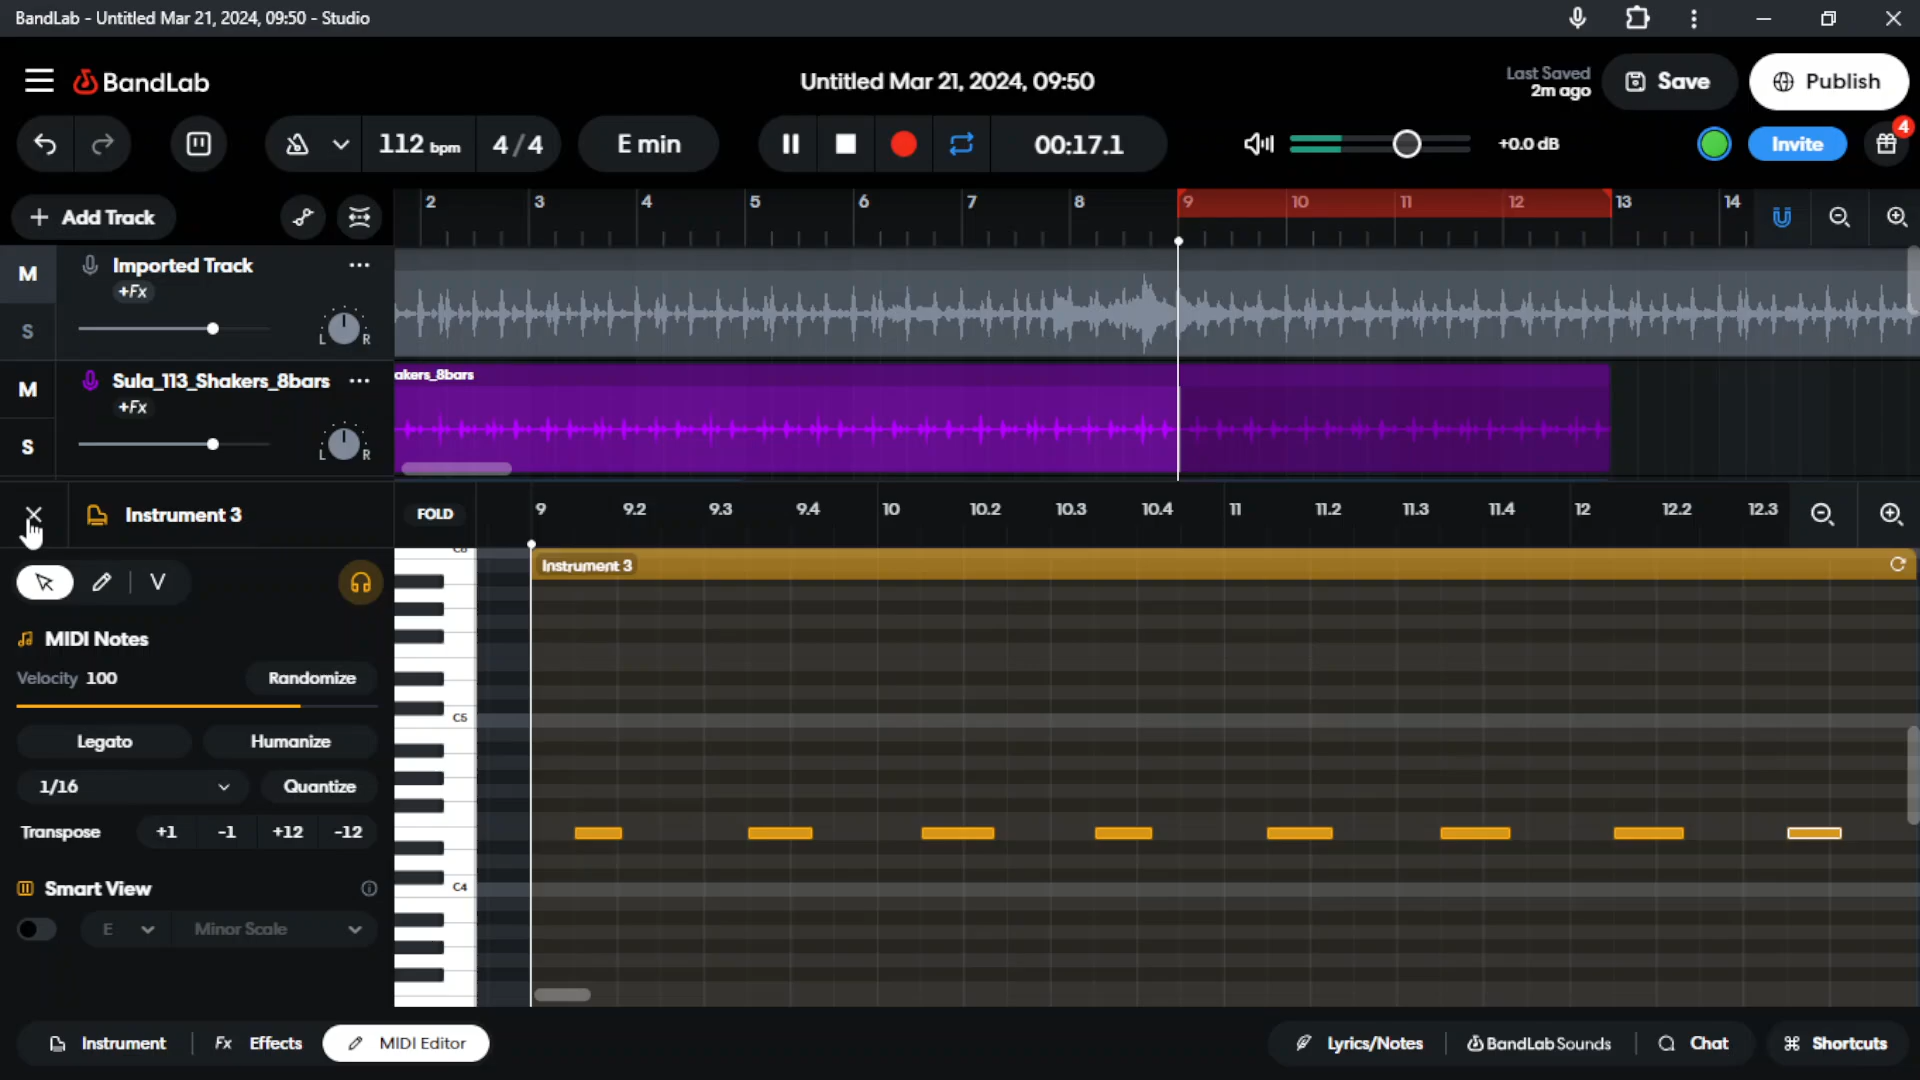 BandLab - Untitled Mar 21, 2024, 09:50 - Studio
BandLab
Untitled Mar 21, 2024, 09:50
Last Saved
2m ago
Save
Publish
112 bpm
4/4
E min
00:17.1
+0.0 dB
Invite
4
+ Add Track
2 3 4 5 6 7 8 9 10 11 12 13 14
M
Imported Track
+Fx
S
L R
M
Sula_113_Shakers_8bars
+Fx
S
L R
akers_8bars
Instrument 3
FOLD
9 9.2 9.3 9.4 10 10.2 10.3 10.4 11 11.2 11.3 11.4 12 12.2 12.3
Instrument 3
V
MIDI Notes
Velocity 100
Randomize
Legato
Humanize
1/16
Quantize
Transpose +1 -1 +12 -12
Smart View
E
Minor Scale
C5
C4
Instrument
Fx Effects
MIDI Editor
Lyrics/Notes
BandLab Sounds
Chat
Shortcuts